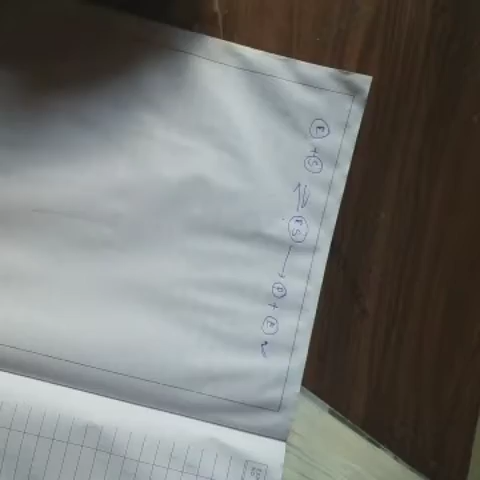 E + S ⇌ ES → P + E